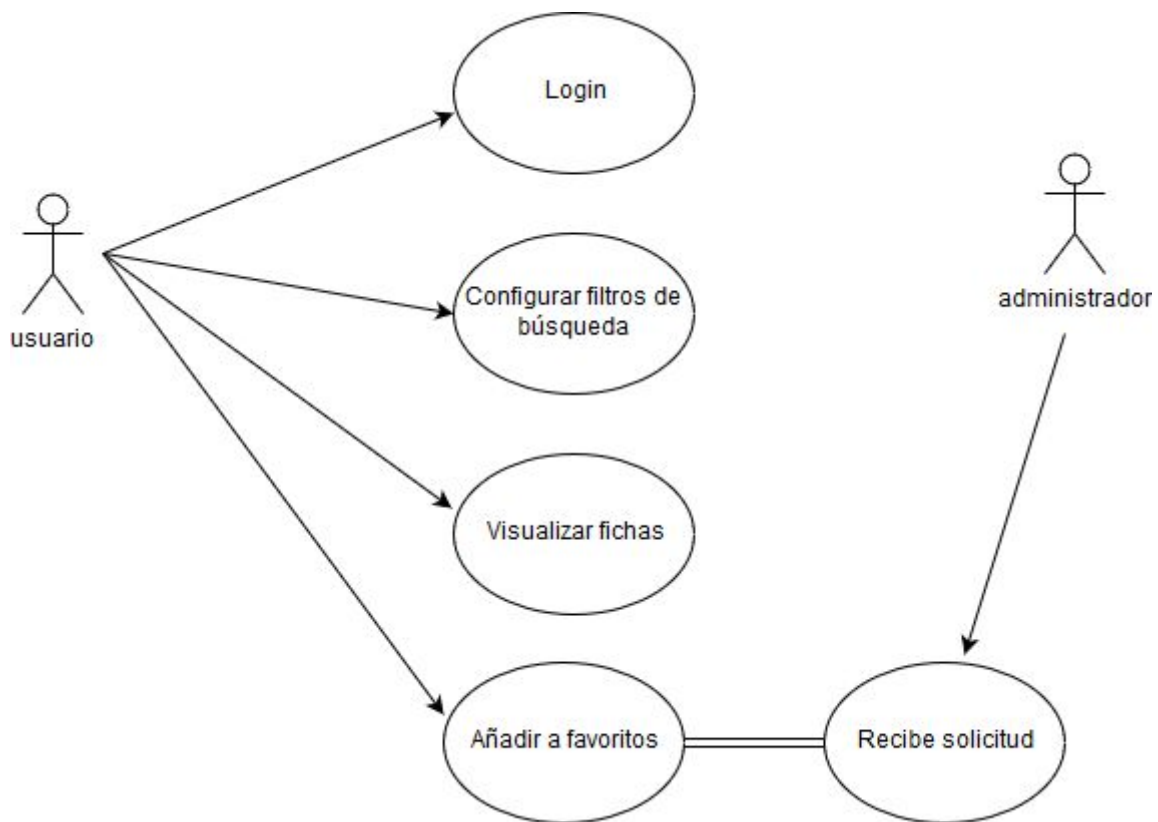 Login
Configurar filtros de
búsqueda
usuario
administrador
Visualizar fichas
Añadir a favoritos
Recibe solicitud